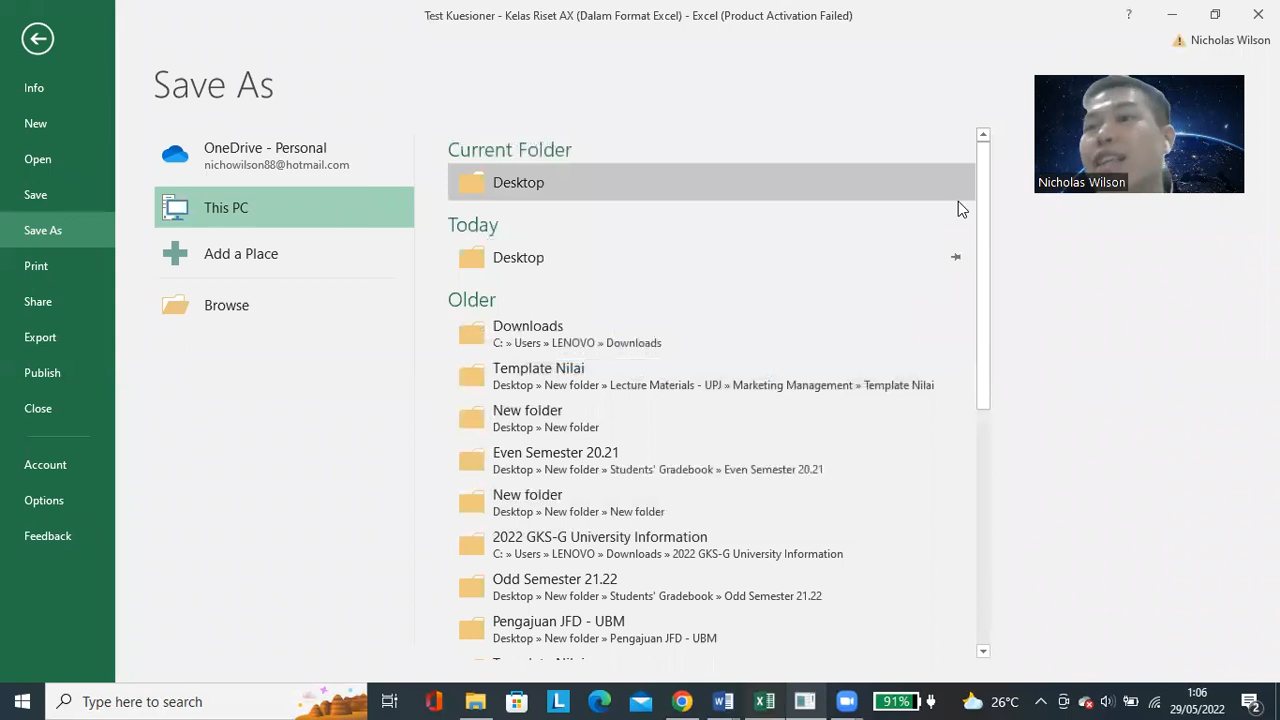 Test Kuesioner - Kelas Riset AX (Dalam Format Excel) - Excel (Product Activation Failed)
?
Nicholas Wilson
Info
New
Open
Save
Save As
Print
Share
Export
Publish
Close
Account
Options
Feedback
Save As
OneDrive - Personal
nichowilson88@hotmail.com
This PC
Add a Place
Browse
Current Folder
Desktop
Today
Desktop
Older
Downloads
C: » Users » LENOVO » Downloads
Template Nilai
Desktop » New folder » Lecture Materials - UPJ » Marketing Management » Template Nilai
New folder
Desktop » New folder
Even Semester 20.21
Desktop » New folder » Students' Gradebook » Even Semester 20.21
New folder
Desktop » New folder » New folder
2022 GKS-G University Information
C: » Users » LENOVO » Downloads » 2022 GKS-G University Information
Odd Semester 21.22
Desktop » New folder » Students' Gradebook » Odd Semester 21.22
Pengajuan JFD - UBM
Desktop » New folder » Pengajuan JFD - UBM
Nicholas Wilson
Type here to search
L
91%
26°C
1:06
29/05/2022
2